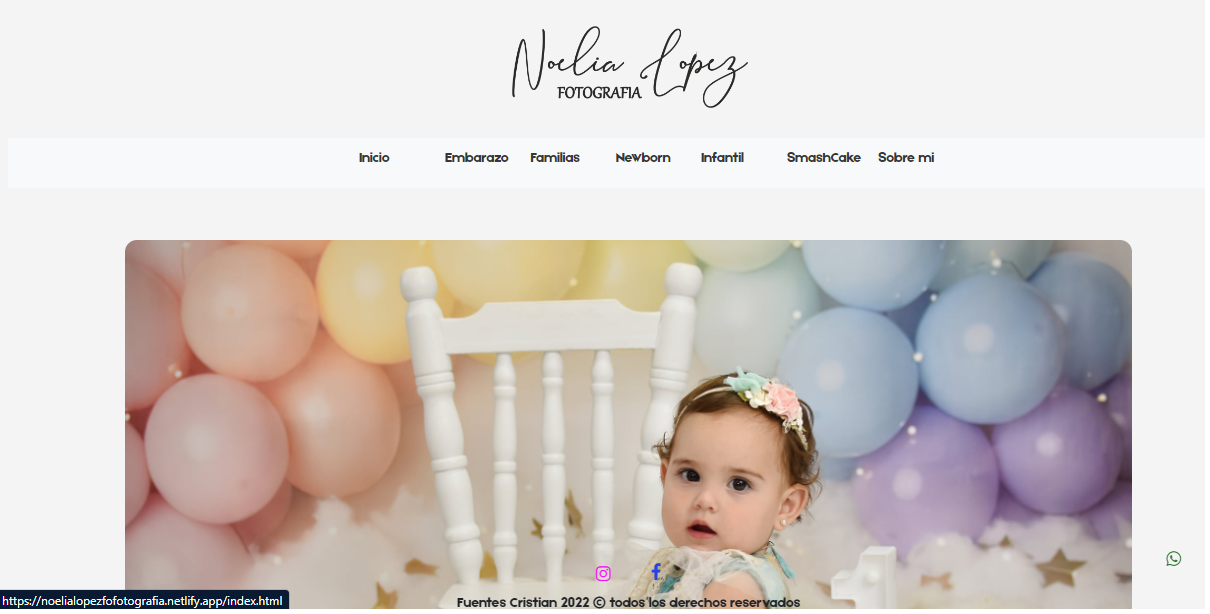 Noelia Lopez
FOTOGRAFIA
Inicio Embarazo Familias Newborn Infantil SmashCake Sobre mi
Fuentes Cristian 2022 © todos los derechos reservados
https://noelialopezfofotografia.netlify.app/index.html